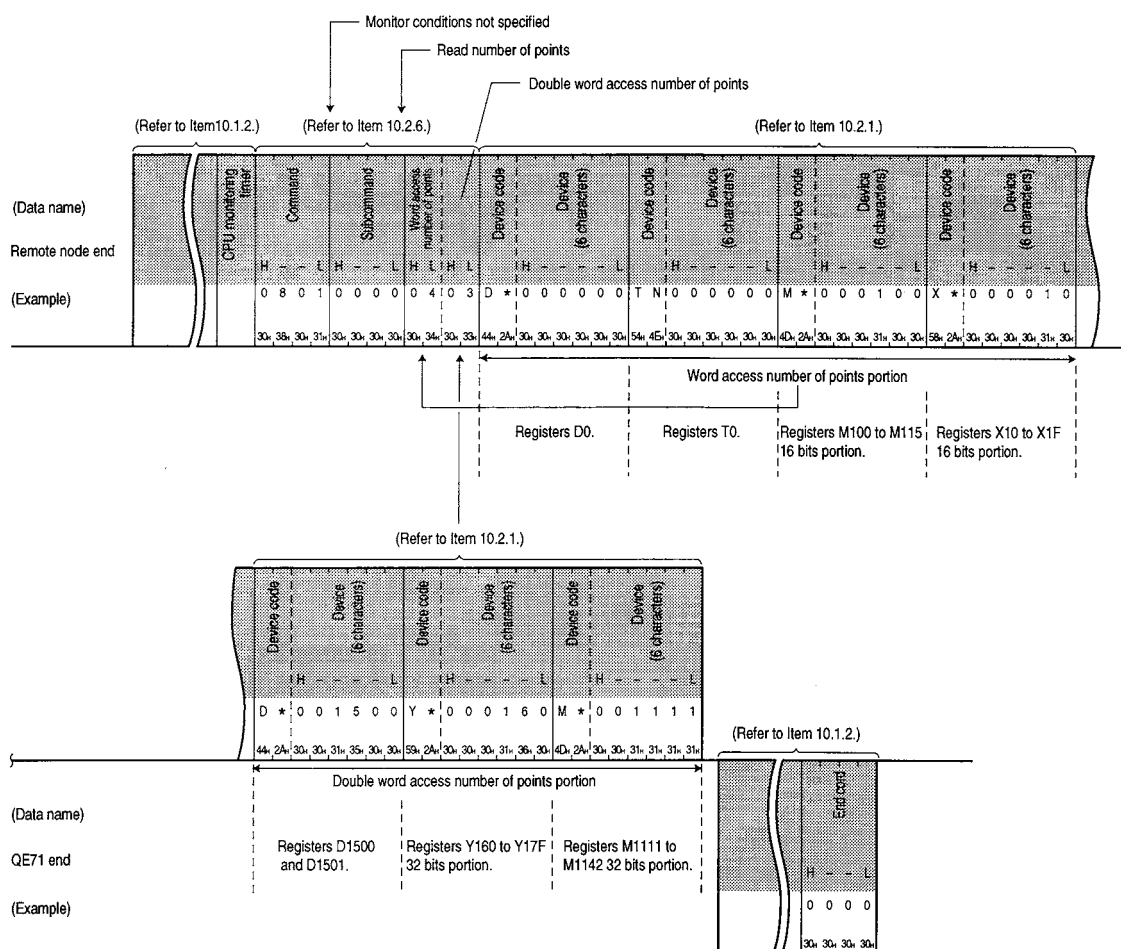 Monitor conditions not specified
Read number of points
Double word access number of points
(Refer to Item10.1.2.) (Refer to Item 10.2.6.) (Refer to Item 10.2.1.)
(Data name)
Remote node end
(Example)
CPU monitoring timer
Command
Subcommand
Word access number of points
Device code
Device (6 characters)
Device code
Device (6 characters)
Device code
Device (6 characters)
Device code
Device (6 characters)
H - - L H - - L H L H L H - - - - L H - - - - L H - - - - L H - - - - L
0 8 0 1 0 0 0 0 0 4 0 3 D * 0 0 0 0 0 0 T N 0 0 0 0 0 0 M * 0 0 0 1 0 0 X * 0 0 0 0 1 0
30H 38H 30H 31H 30H 30H 30H 30H 30H 34H 30H 33H 44H 2AH 30H 30H 30H 30H 30H 30H 54H 4EH 30H 30H 30H 30H 30H 30H 4DH 2AH 30H 30H 30H 31H 30H 30H 58H 2AH 30H 30H 30H 30H 31H 30H
Word access number of points portion
Registers D0.
Registers T0.
Registers M100 to M115
16 bits portion.
Registers X10 to X1F
16 bits portion.
(Refer to Item 10.2.1.)
Device code
Device (6 characters)
Device code
Device (6 characters)
Device code
Device (6 characters)
H - - - - L H - - - - L H - - - - L
D * 0 0 1 5 0 0 Y * 0 0 0 1 6 0 M * 0 0 1 1 1 1
44H 2AH 30H 30H 31H 35H 30H 30H 59H 2AH 30H 30H 30H 31H 36H 30H 4DH 2AH 30H 30H 31H 31H 31H 31H
Double word access number of points portion
Registers D1500
and D1501.
Registers Y160 to Y17F
32 bits portion.
Registers M1111 to
M1142 32 bits portion.
(Refer to Item 10.1.2.)
(Data name)
QE71 end
(Example)
End cord
H - - L
0 0 0 0
30H 30H 30H 30H